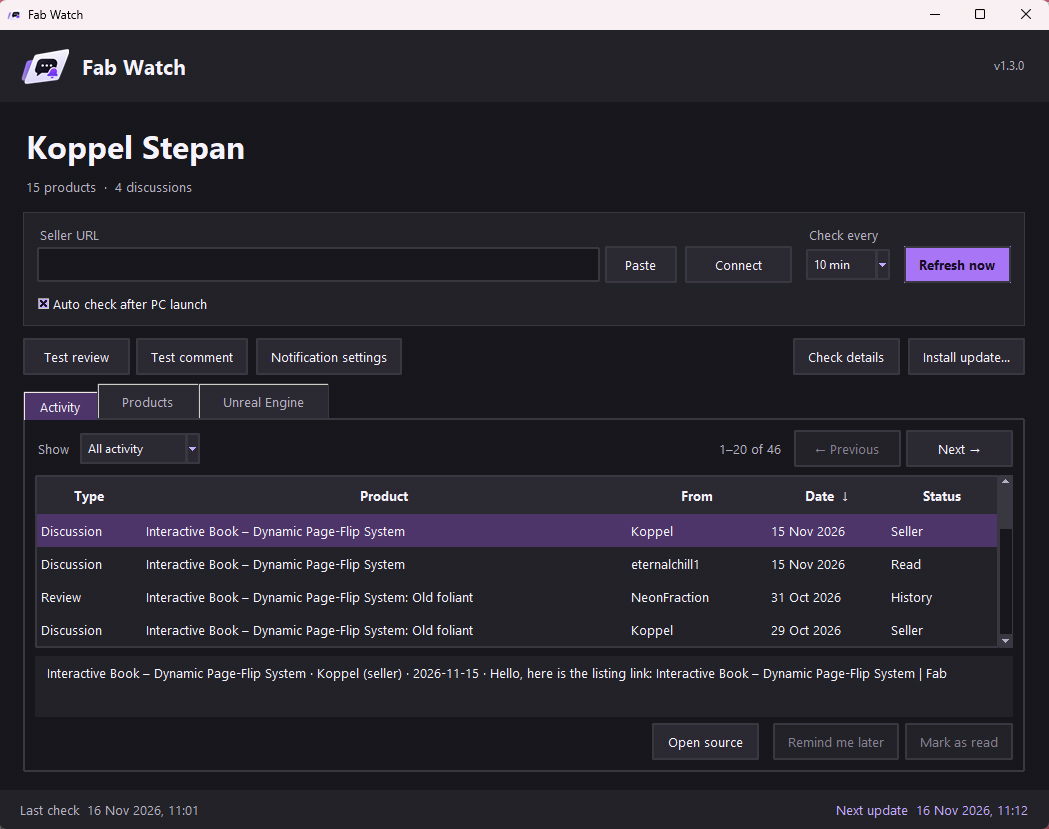 Fab Watch
Fab Watch
v1.3.0
Koppel Stepan
15 products · 4 discussions
Seller URL
Check every
Paste
Connect
10 min
Refresh now
Auto check after PC launch
Test review
Test comment
Notification settings
Check details
Install update...
Activity
Products
Unreal Engine
Show
All activity
1–20 of 46
← Previous
Next →
Type Product From Date ↓ Status
Discussion Interactive Book – Dynamic Page-Flip System Koppel 15 Nov 2026 Seller
Discussion Interactive Book – Dynamic Page-Flip System eternalchill1 15 Nov 2026 Read
Review Interactive Book – Dynamic Page-Flip System: Old foliant NeonFraction 31 Oct 2026 History
Discussion Interactive Book – Dynamic Page-Flip System: Old foliant Koppel 29 Oct 2026 Seller
Interactive Book – Dynamic Page-Flip System · Koppel (seller) · 2026-11-15 · Hello, here is the listing link: Interactive Book – Dynamic Page-Flip System | Fab
Open source
Remind me later
Mark as read
Last check 16 Nov 2026, 11:01
Next update 16 Nov 2026, 11:12